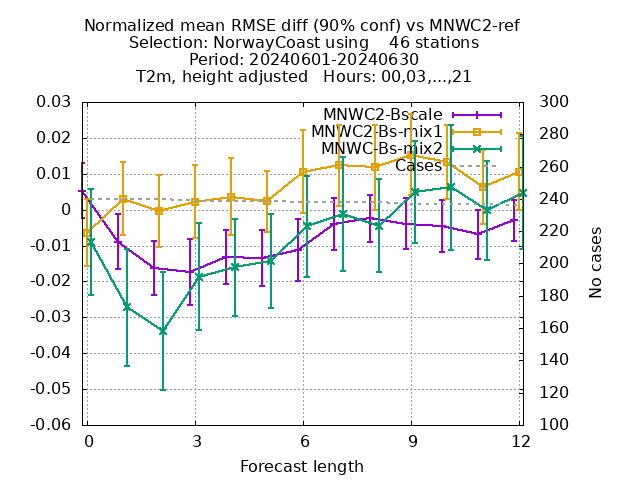 Normalized mean RMSE diff (90% conf) vs MNWC2-ref
Selection: NorwayCoast using    46 stations
Period: 20240601-20240630
T2m, height adjusted   Hours: 00,03,...,21
MNWC2-Bscale
MNWC2-Bs-mix1
MNWC-Bs-mix2
Cases
0.03
0.02
0.01
0
-0.01
-0.02
-0.03
-0.04
-0.05
-0.06
300
280
260
240
220
200
180
160
140
120
100
No cases
0 3 6 9 12
Forecast length